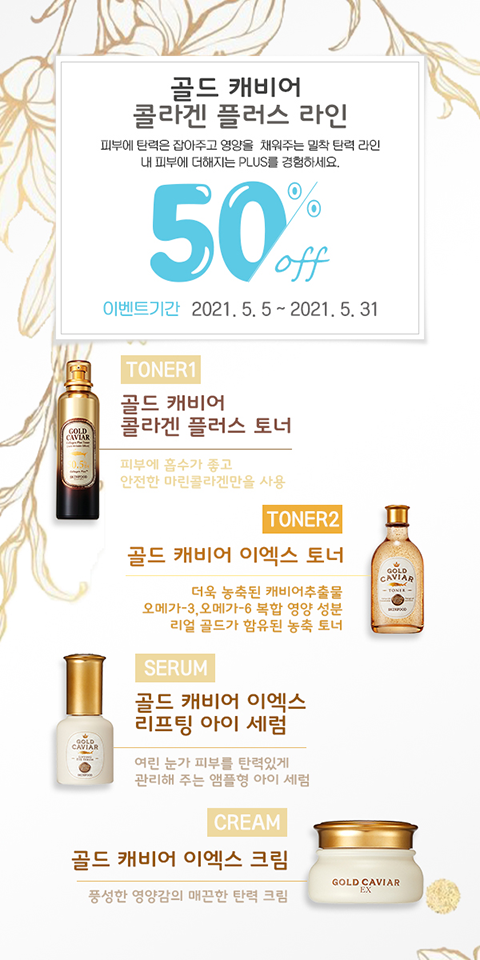 골드 캐비어
콜라겐 플러스 라인
피부에 탄력은 잡아주고 영양을 채워주는 밀착 탄력 라인
내 피부에 더해지는 PLUS를 경험하세요.
50% off
이벤트기간 2021. 5. 5 ~ 2021. 5. 31
TONER1
골드 캐비어
콜라겐 플러스 토너
피부에 흡수가 좋고
안전한 마린콜라겐만을 사용
GOLD
CAVIAR
SKINFOOD
TONER2
골드 캐비어 이엑스 토너
더욱 농축된 캐비어추출물
오메가-3,오메가-6 복합 영양 성분
리얼 골드가 함유된 농축 토너
GOLD
CAVIAR
TONER
SKINFOOD
SERUM
골드 캐비어 이엑스
리프팅 아이 세럼
여린 눈가 피부를 탄력있게
관리해 주는 앰플형 아이 세럼
GOLD
CAVIAR
SKINFOOD
CREAM
골드 캐비어 이엑스 크림
풍성한 영양감의 매끈한 탄력 크림
GOLD CAVIAR
EX